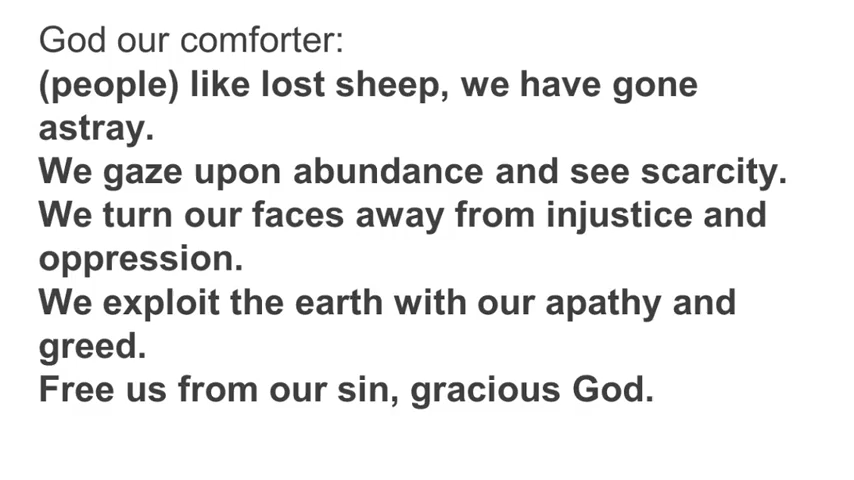 God our comforter:
(people) like lost sheep, we have gone
astray.
We gaze upon abundance and see scarcity.
We turn our faces away from injustice and
oppression.
We exploit the earth with our apathy and
greed.
Free us from our sin, gracious God.